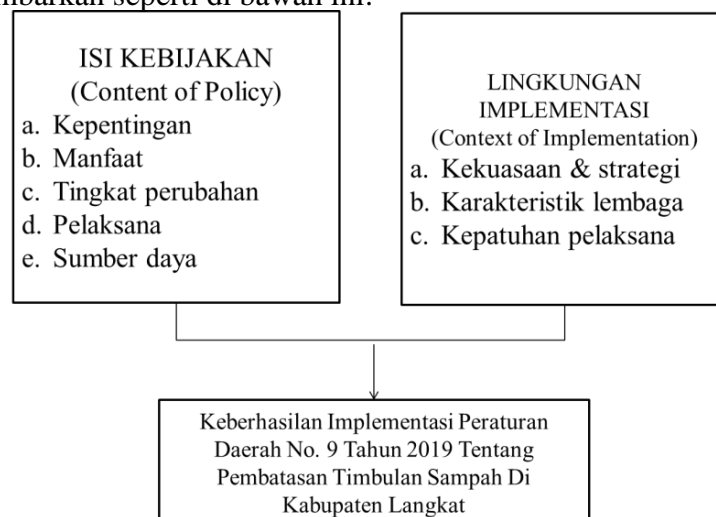 ISI KEBIJAKAN
(Content of Policy)
a. Kepentingan
b. Manfaat
c. Tingkat perubahan
d. Pelaksana
e. Sumber daya
LINGKUNGAN
IMPLEMENTASI
(Context of Implementation)
a. Kekuasaan & strategi
b. Karakteristik lembaga
c. Kepatuhan pelaksana
Keberhasilan Implementasi Peraturan
Daerah No. 9 Tahun 2019 Tentang
Pembatasan Timbulan Sampah Di
Kabupaten Langkat